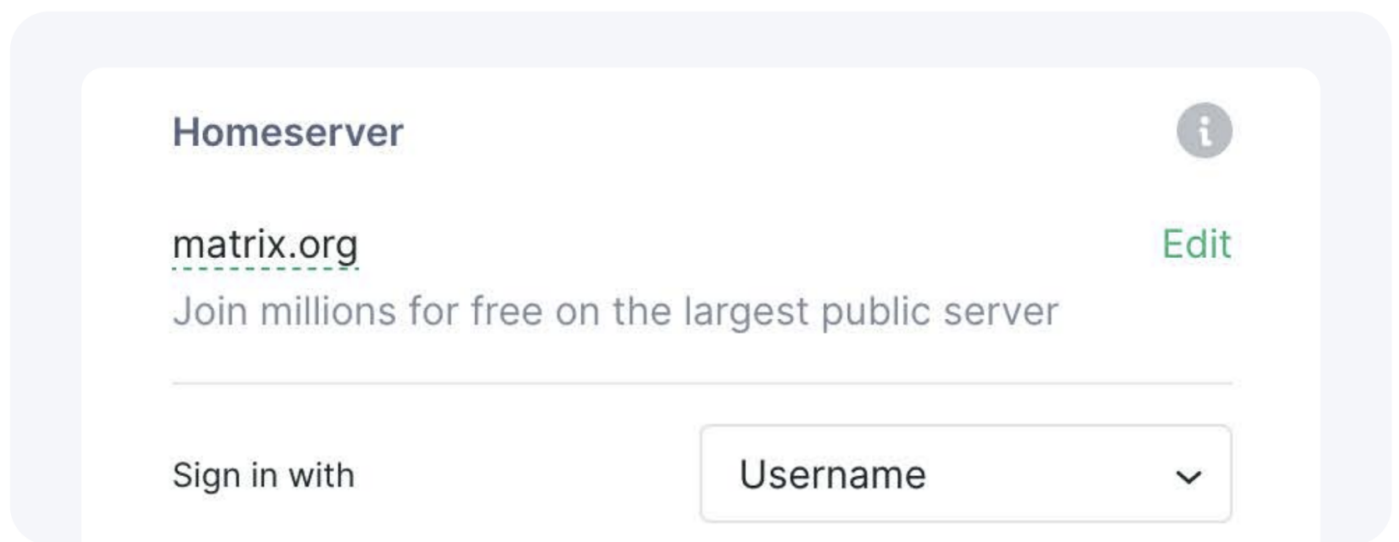 Homeserver
matrix.org Edit
Join millions for free on the largest public server
Sign in with Username